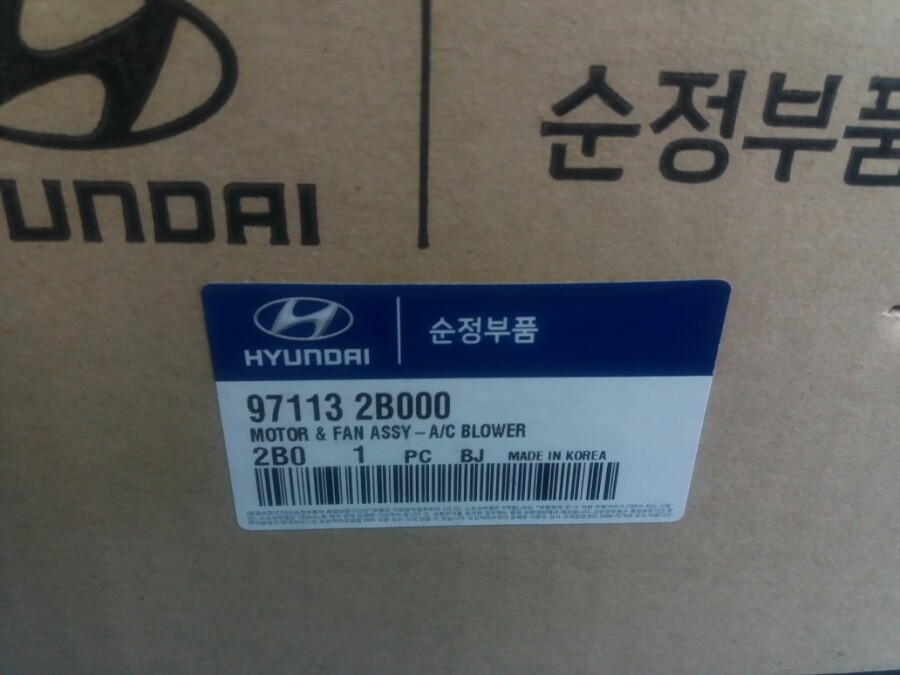 HYUNDAI
순정부품
HYUNDAI
순정부품
97113 2B000
MOTOR & FAN ASSY – A/C BLOWER
2B0 1 PC BJ MADE IN KOREA